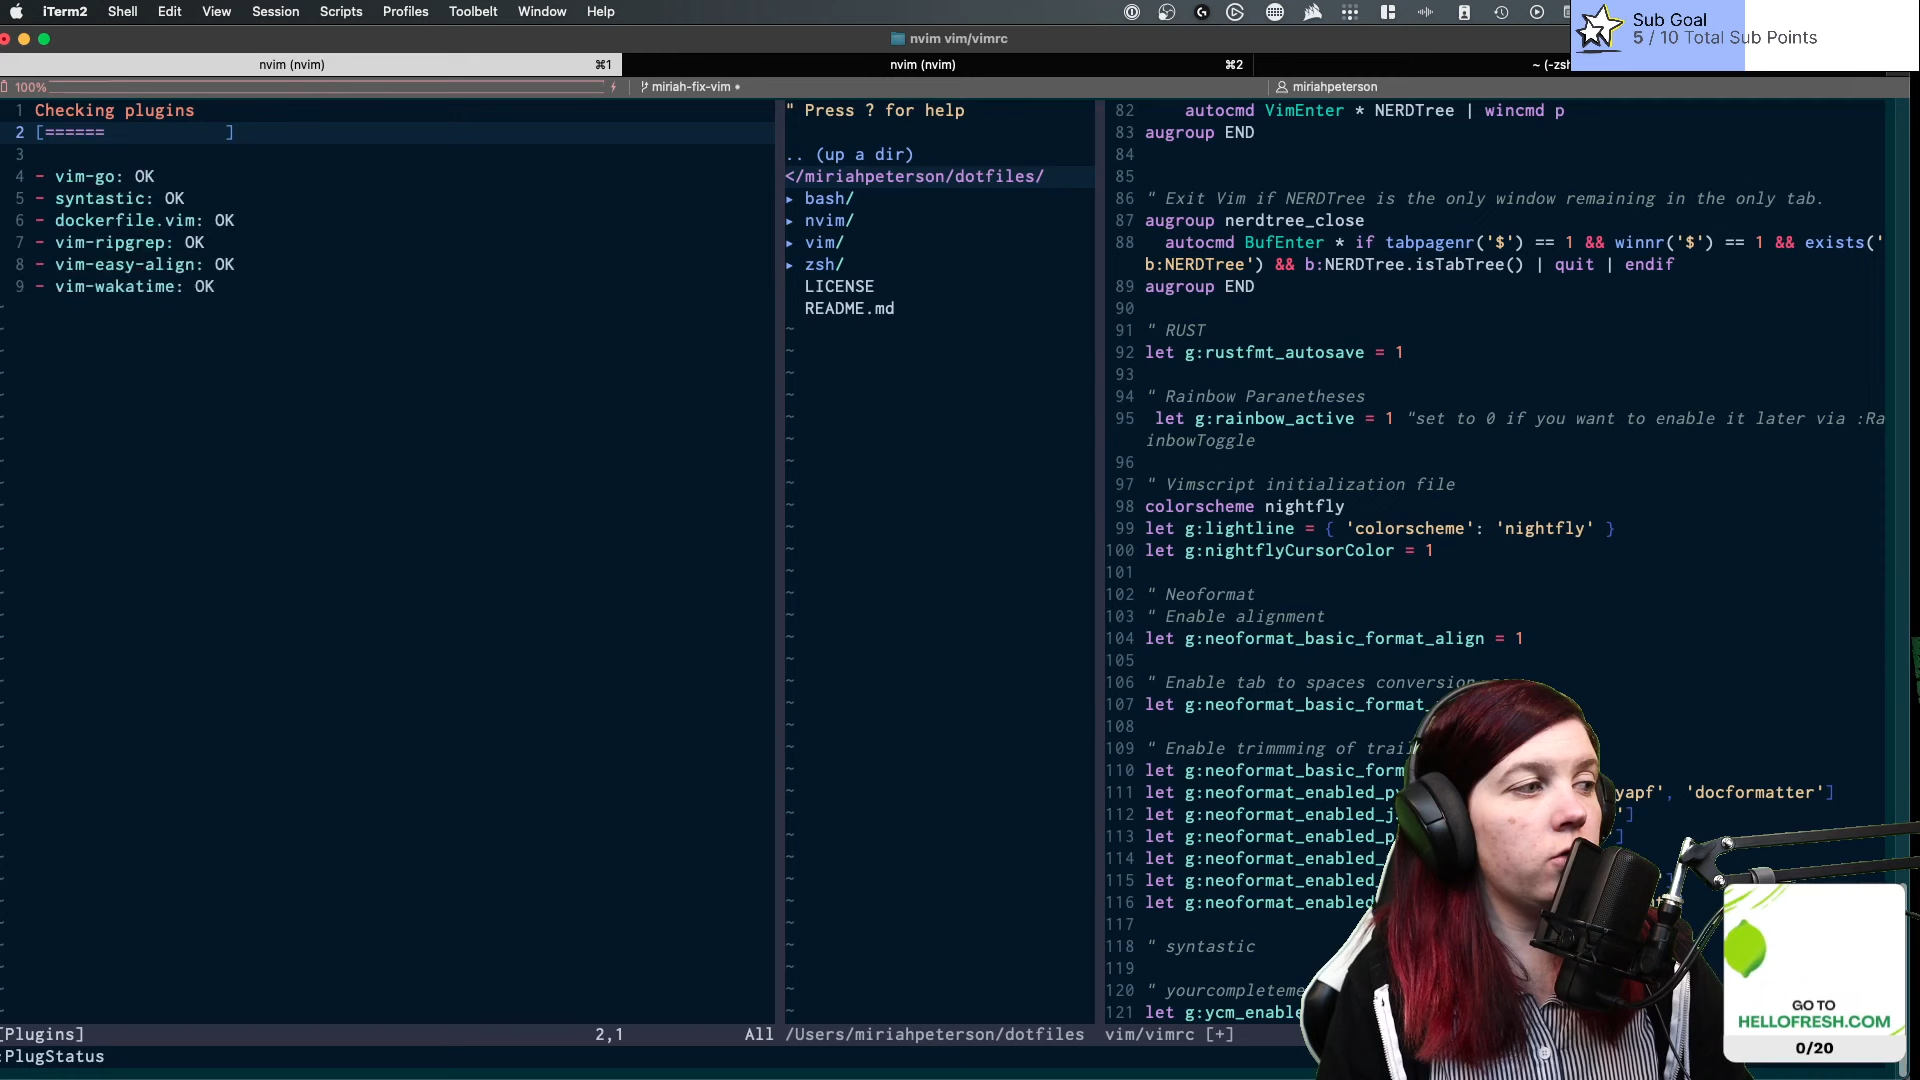 iTerm2 Shell Edit View Session Scripts Profiles Toolbelt Window Help
nvim vim/vimrc
Sub Goal
5 / 10 Total Sub Points
nvim (nvim) ⌘1 nvim (nvim) ⌘2 ~ (-zsh
100% miriah-fix-vim • miriahpeterson
1 Checking plugins
2 [====== ]
3
4 - vim-go: OK
5 - syntastic: OK
6 - dockerfile.vim: OK
7 - vim-ripgrep: OK
8 - vim-easy-align: OK
9 - vim-wakatime: OK
[Plugins] 2,1 All
:PlugStatus
" Press ? for help
.. (up a dir)
</miriahpeterson/dotfiles/
▸ bash/
▸ nvim/
▸ vim/
▸ zsh/
LICENSE
README.md
/Users/miriahpeterson/dotfiles
82 autocmd VimEnter * NERDTree | wincmd p
83 augroup END
84
85
86 " Exit Vim if NERDTree is the only window remaining in the only tab.
87 augroup nerdtree_close
88 autocmd BufEnter * if tabpagenr('$') == 1 && winnr('$') == 1 && exists('
b:NERDTree') && b:NERDTree.isTabTree() | quit | endif
89 augroup END
90
91 " RUST
92 let g:rustfmt_autosave = 1
93
94 " Rainbow Paranetheses
95 let g:rainbow_active = 1 "set to 0 if you want to enable it later via :Ra
inbowToggle
96
97 " Vimscript initialization file
98 colorscheme nightfly
99 let g:lightline = { 'colorscheme': 'nightfly' }
100 let g:nightflyCursorColor = 1
101
102 " Neoformat
103 " Enable alignment
104 let g:neoformat_basic_format_align = 1
105
106 " Enable tab to spaces conversion
107 let g:neoformat_basic_format_
108
109 " Enable trimmming of trail
110 let g:neoformat_basic_form
111 let g:neoformat_enabled_py yapf', 'docformatter']
112 let g:neoformat_enabled_j ']
113 let g:neoformat_enabled_p ]
114 let g:neoformat_enabled_
115 let g:neoformat_enabled_
116 let g:neoformat_enabled
117
118 " syntastic
119
120 " yourcompleteme
121 let g:ycm_enable
vim/vimrc [+]
GO TO
HELLOFRESH.COM
0/20